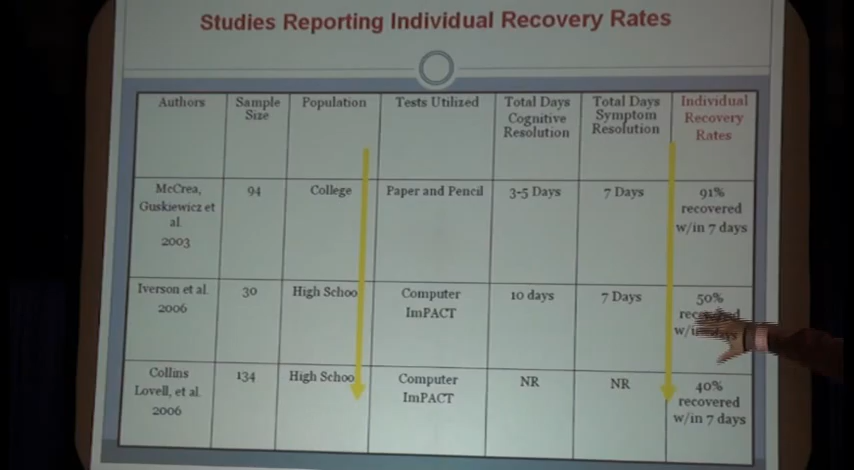 Studies Reporting Individual Recovery Rates
Authors
Sample
Size
Population
Tests Utilized
Total Days
Cognitive
Resolution
Total Days
Symptom
Resolution
Individual
Recovery
Rates
McCrea,
Guskiewicz et
al.
2003
94
College
Paper and Pencil
3-5 Days
7 Days
91%
recovered
w/in 7 days
Iverson et al.
2006
30
High Schoo
Computer
ImPACT
10 days
7 Days
50%
w/in
Collins
Lovell, et al.
2006
134
High Schoo
Computer
ImPACT
NR
NR
40%
recovered
w/in 7 days